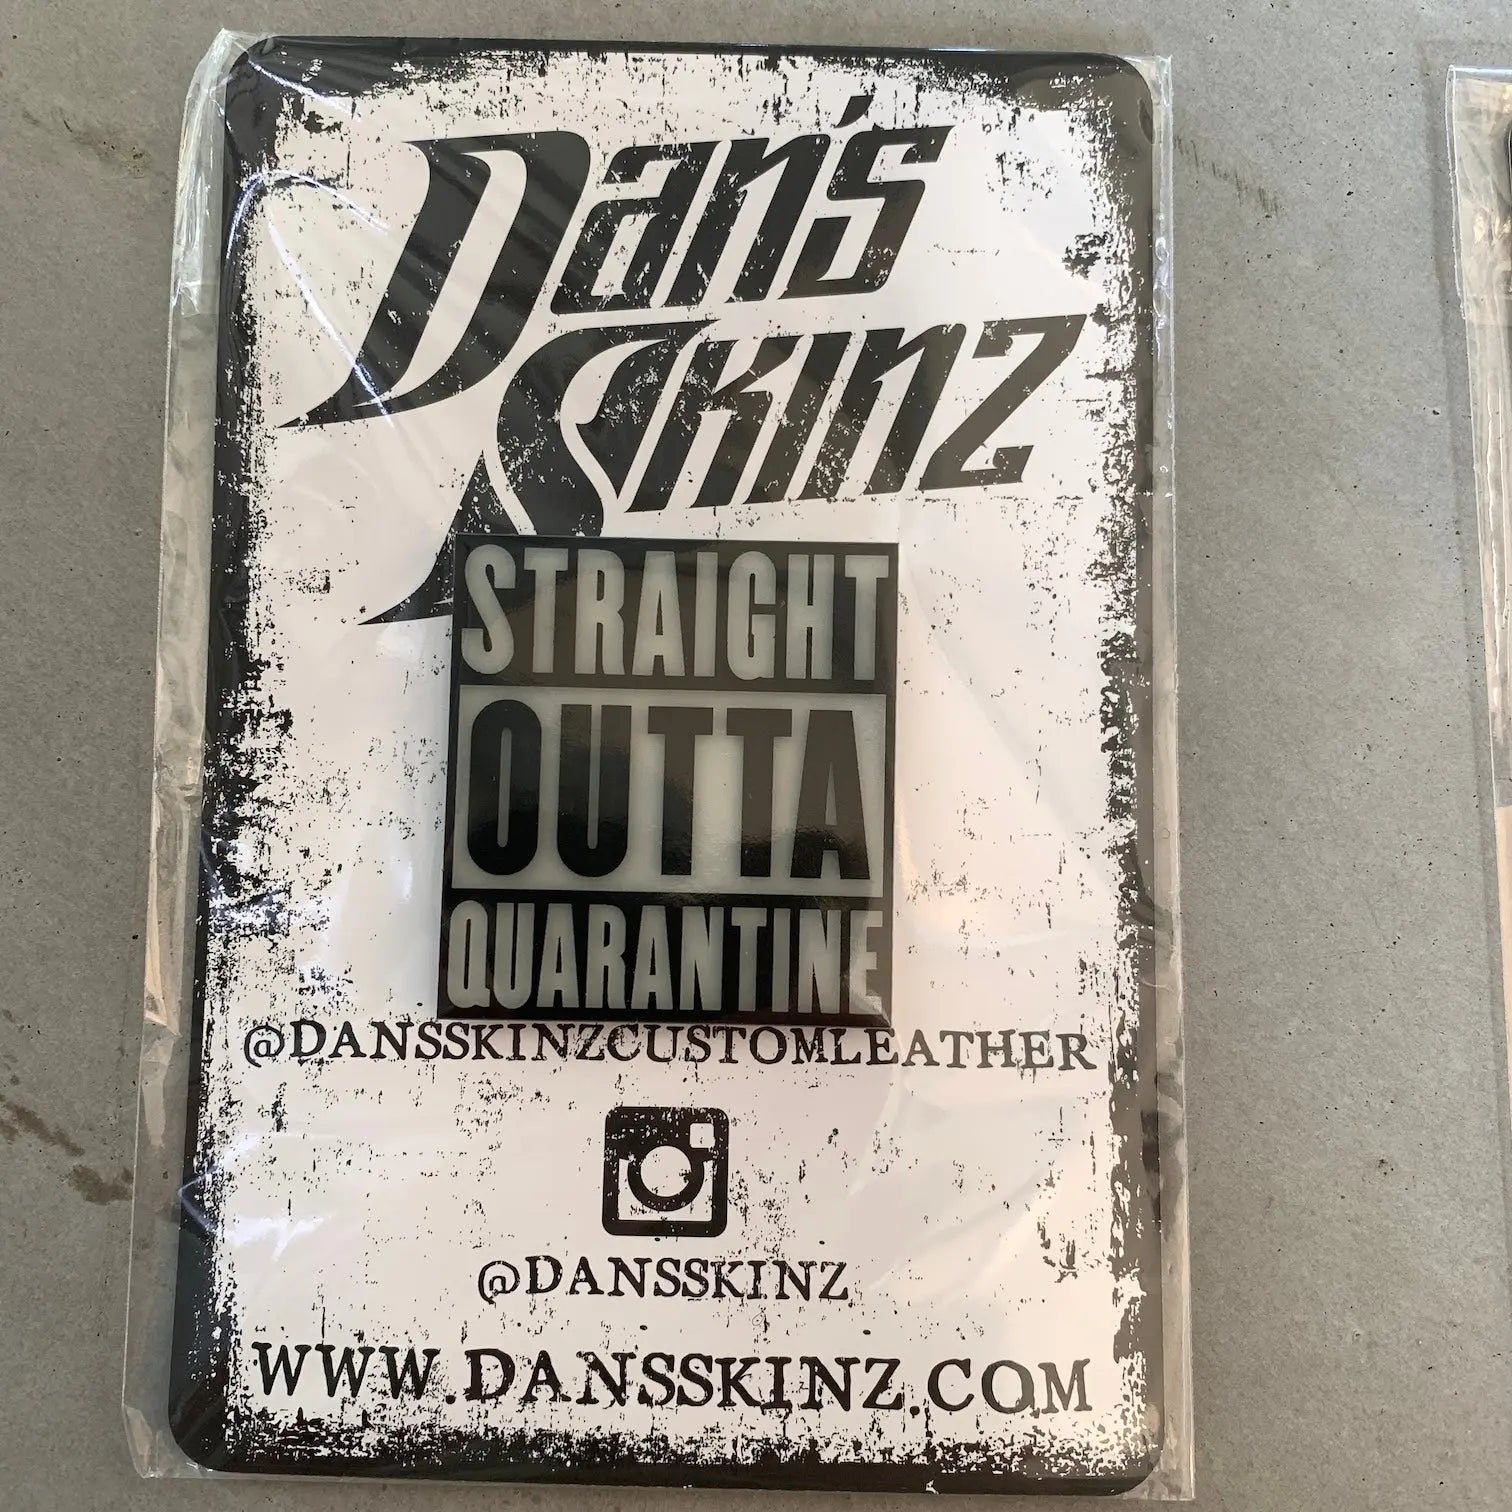 Dan's
Skinz
STRAIGHT
OUTTA
QUARANTINE
@DANSSKINZCUSTOMLEATHER
@DANSSKINZ
WWW.DANSSKINZ.COM